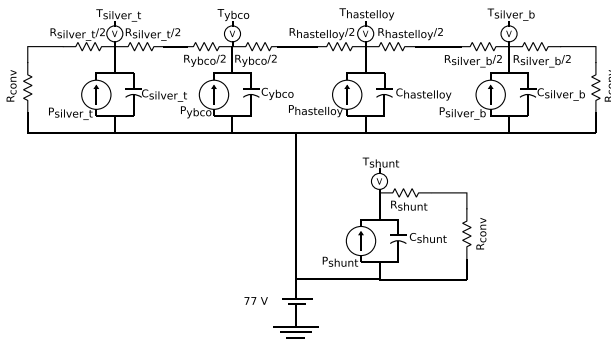 Tsilver_t
Tybco
Thastelloy
Tsilver_b
V
V
V
V
Rsilver_t/2
Rsilver_t/2
Rybco/2
Rybco/2
Rhastelloy/2
Rhastelloy/2
Rsilver_b/2
Rsilver_b/2
Rconv
Psilver_t
Csilver_t
Pybco
Cybco
Phastelloy
Chastelloy
Psilver_b
Csilver_b
Rconv
Tshunt
V
Rshunt
Pshunt
Cshunt
Rconv
77 V